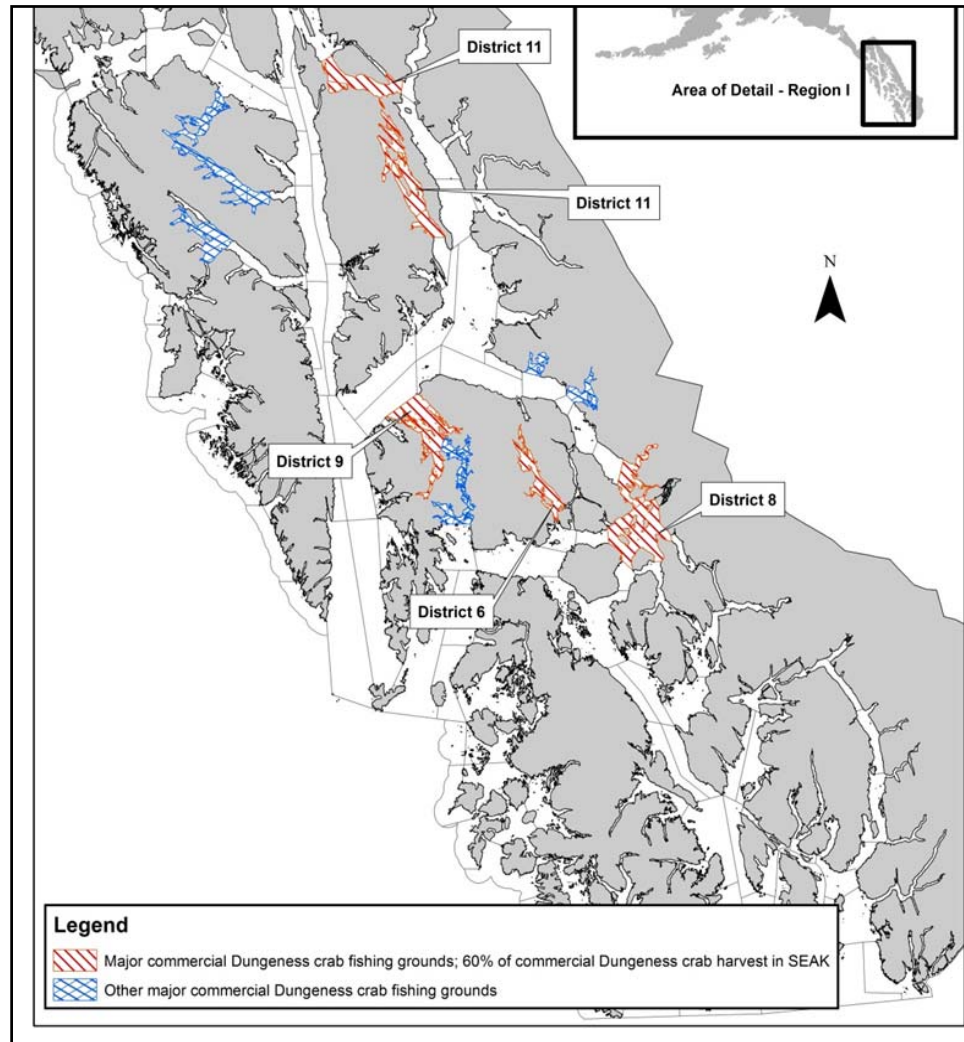 District 11
Area of Detail - Region I
District 11
N
District 9
District 8
District 6
Legend
Major commercial Dungeness crab fishing grounds; 60% of commercial Dungeness crab harvest in SEAK
Other major commercial Dungeness crab fishing grounds